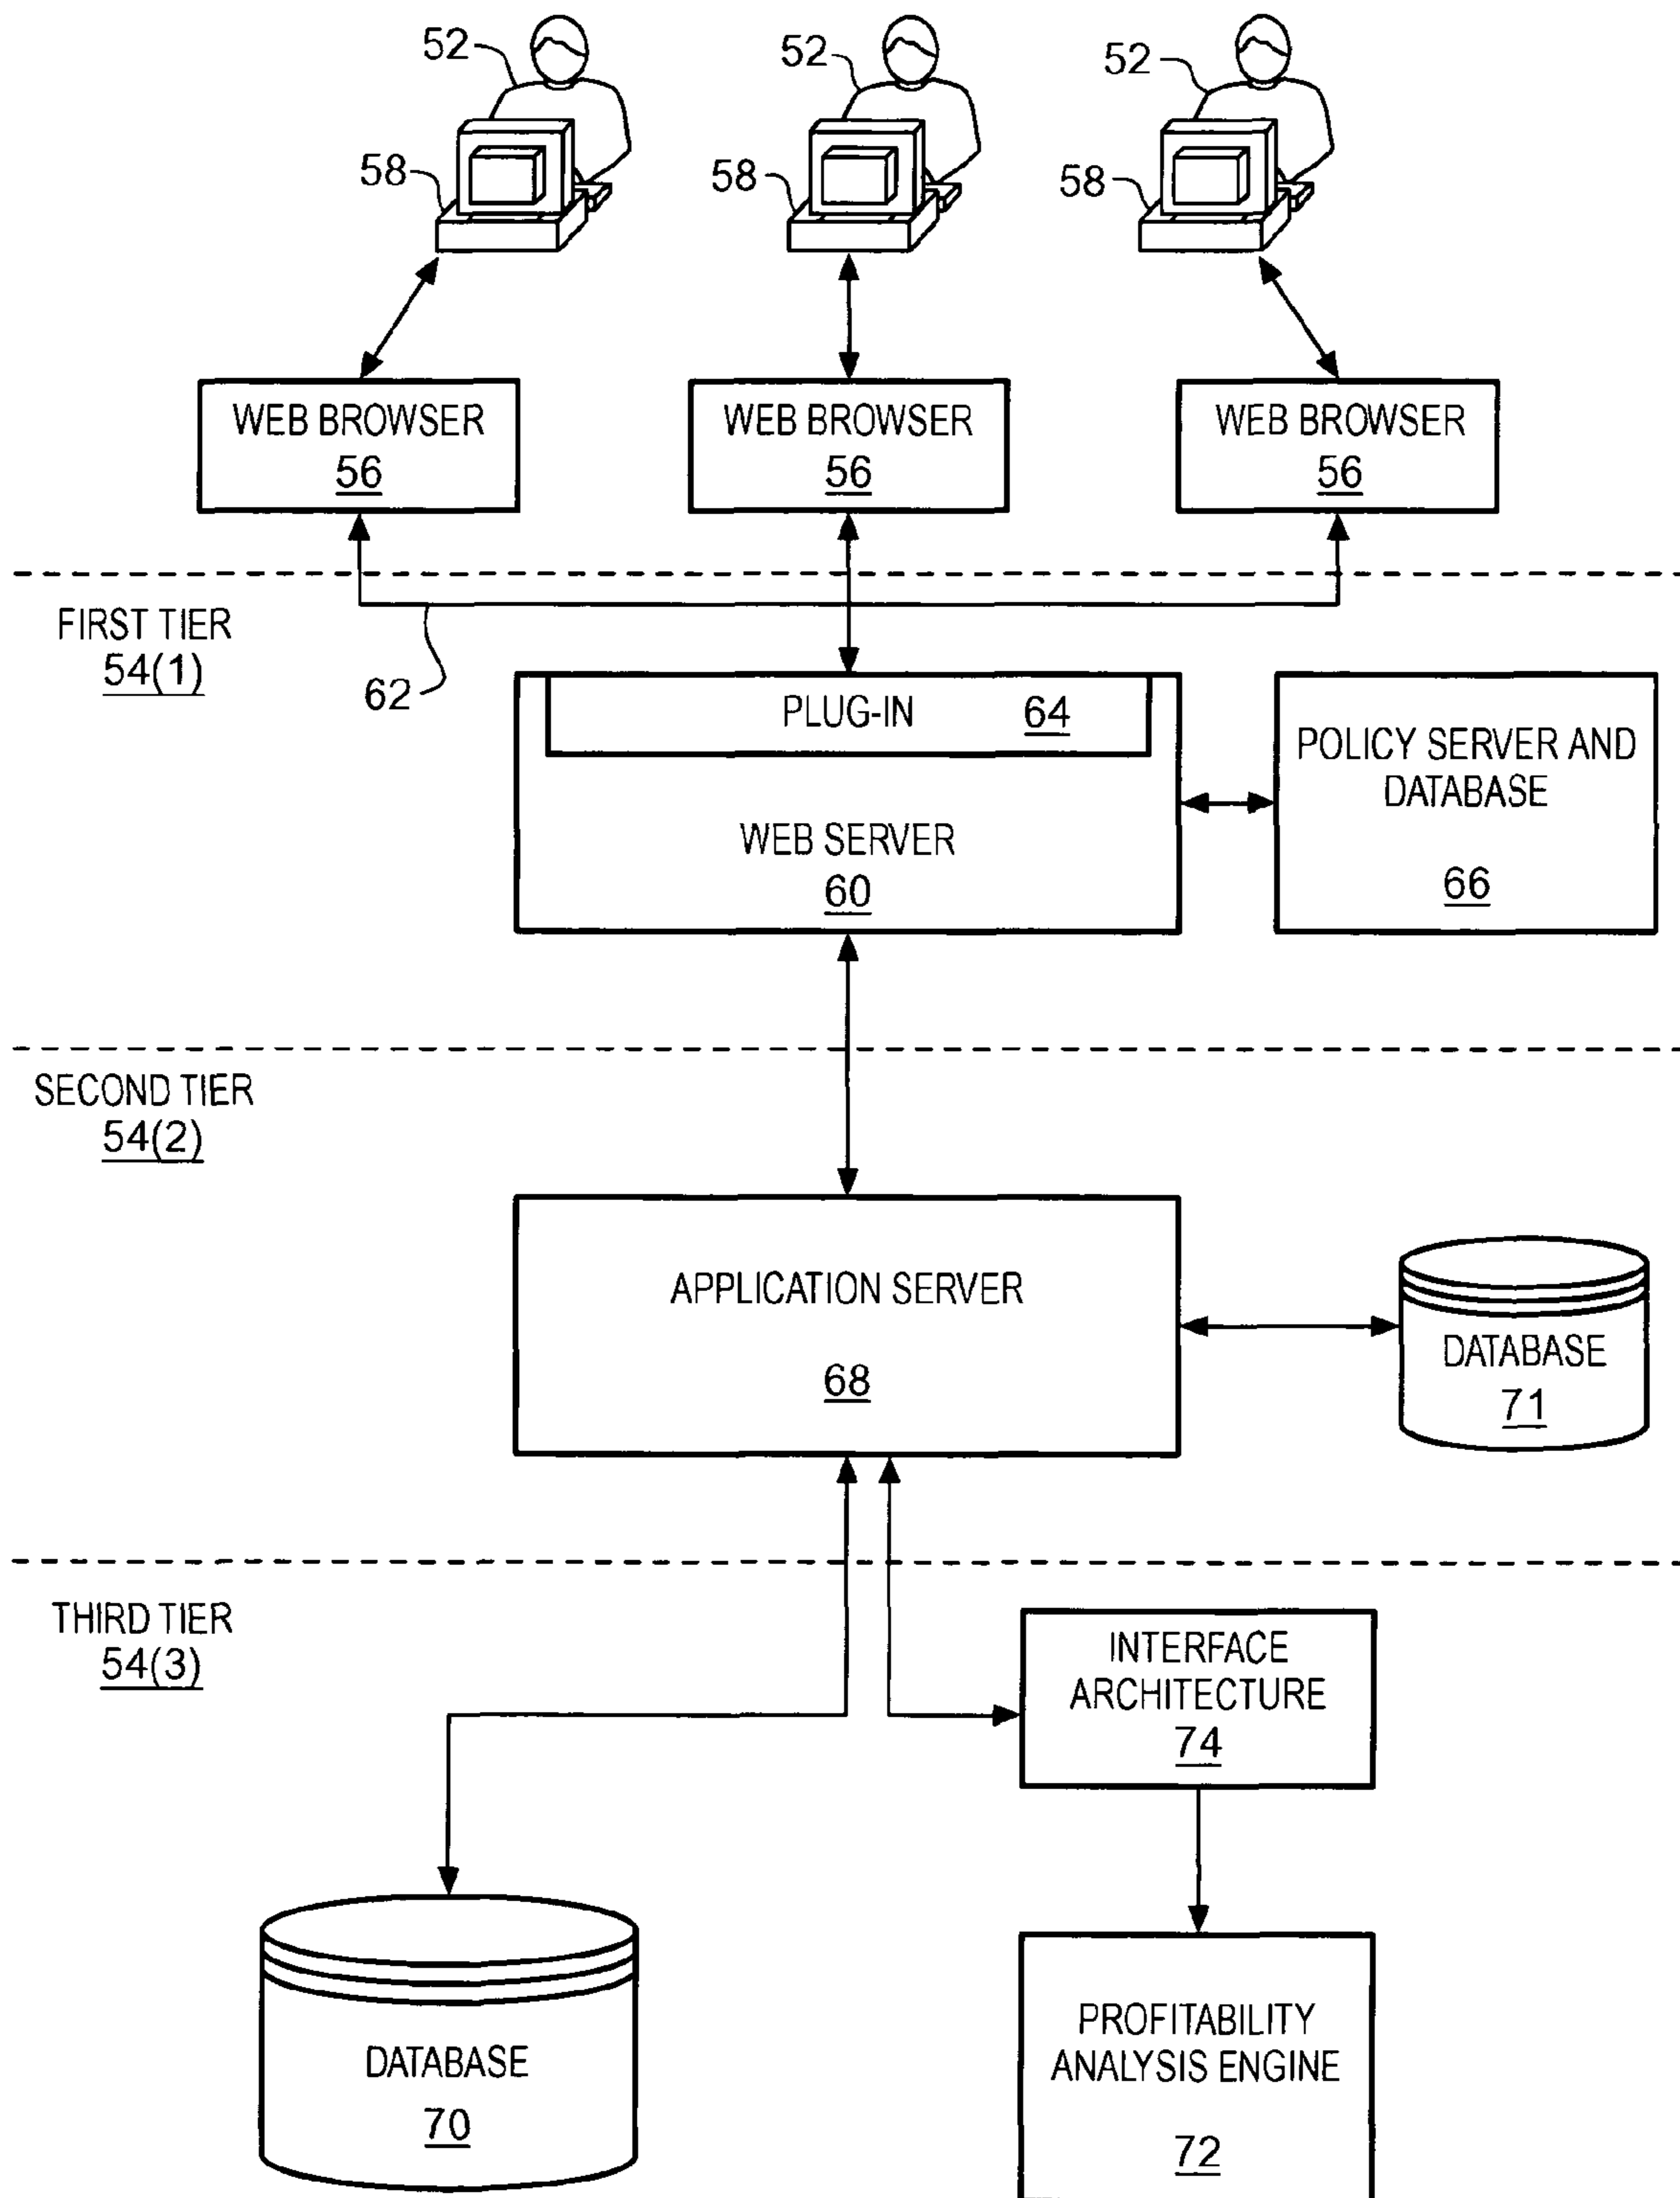 52
52
52
58
58
58
WEB BROWSER
56
WEB BROWSER
56
WEB BROWSER
56
FIRST TIER
54(1)
62
PLUG-IN 64
WEB SERVER
60
POLICY SERVER AND
DATABASE
66
SECOND TIER
54(2)
APPLICATION SERVER
68
DATABASE
71
THIRD TIER
54(3)
INTERFACE
ARCHITECTURE
74
DATABASE
70
PROFITABILITY
ANALYSIS ENGINE
72